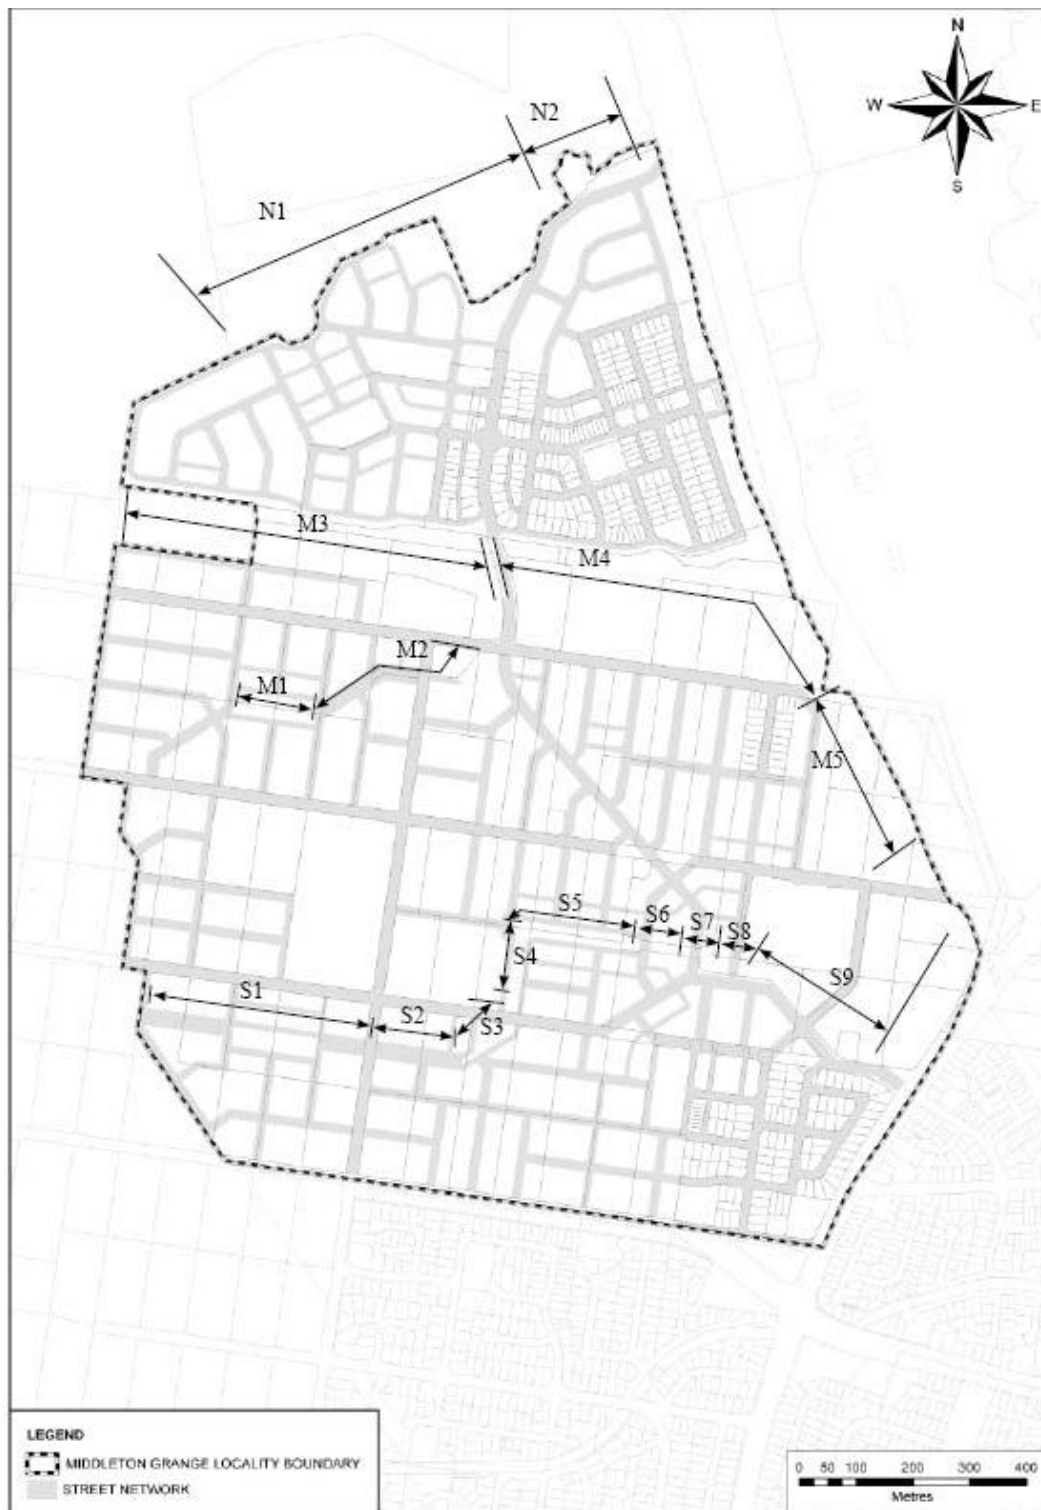 N
W E
S
N2
N1
M3
M4
M2
M1
M5
S5
S6 S7 S8
S4
S9
S1
S2
S3
LEGEND
MIDDLETON GRANGE LOCALITY BOUNDARY
STREET NETWORK
0 50 100 200 300 400
Metres